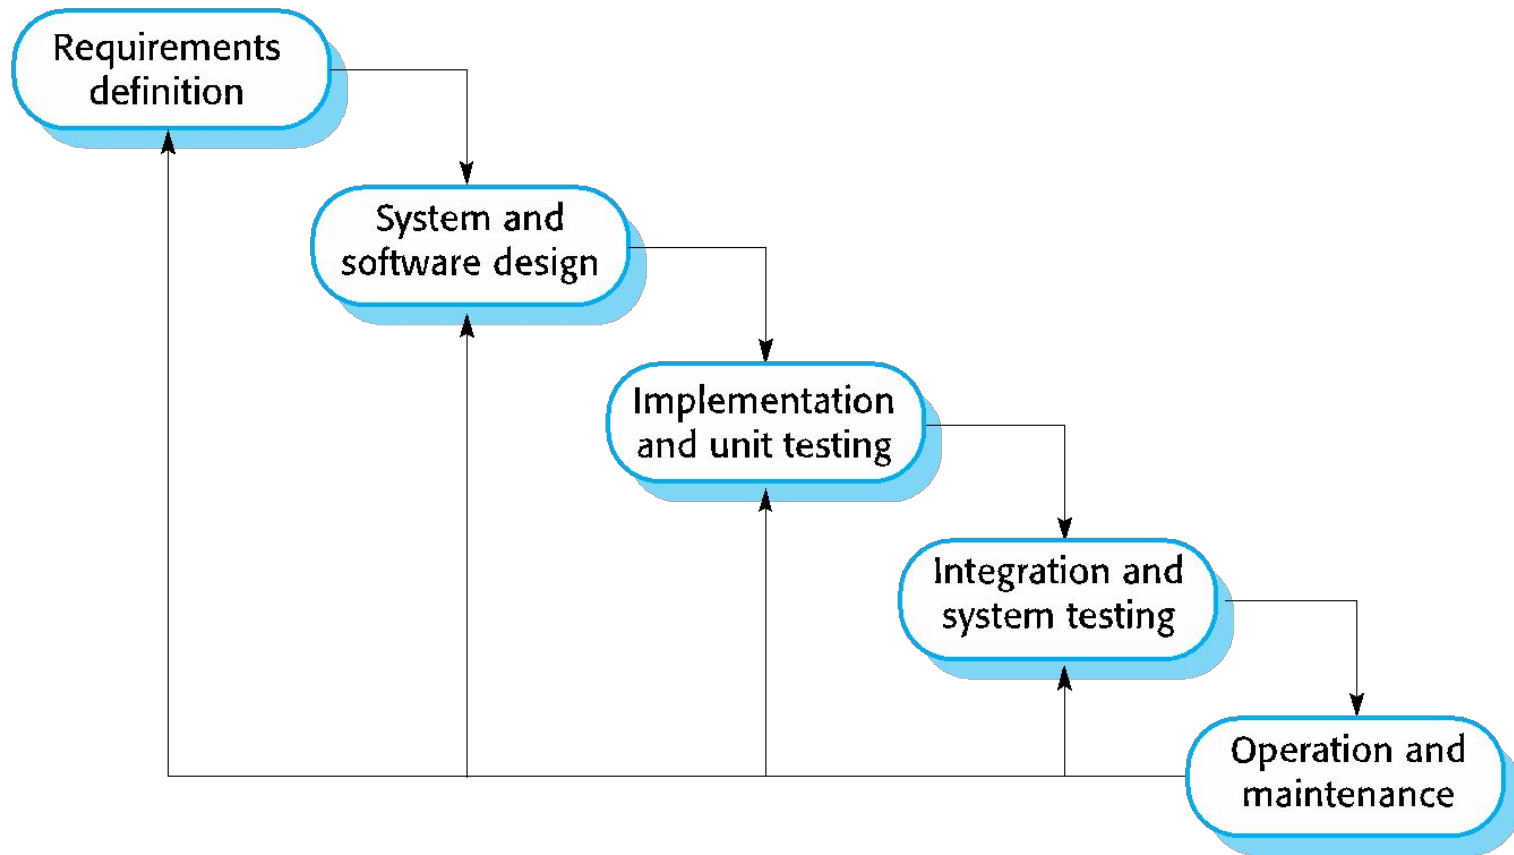 Requirements
definition
System and
software design
Implementation
and unit testing
Integration and
system testing
Operation and
maintenance